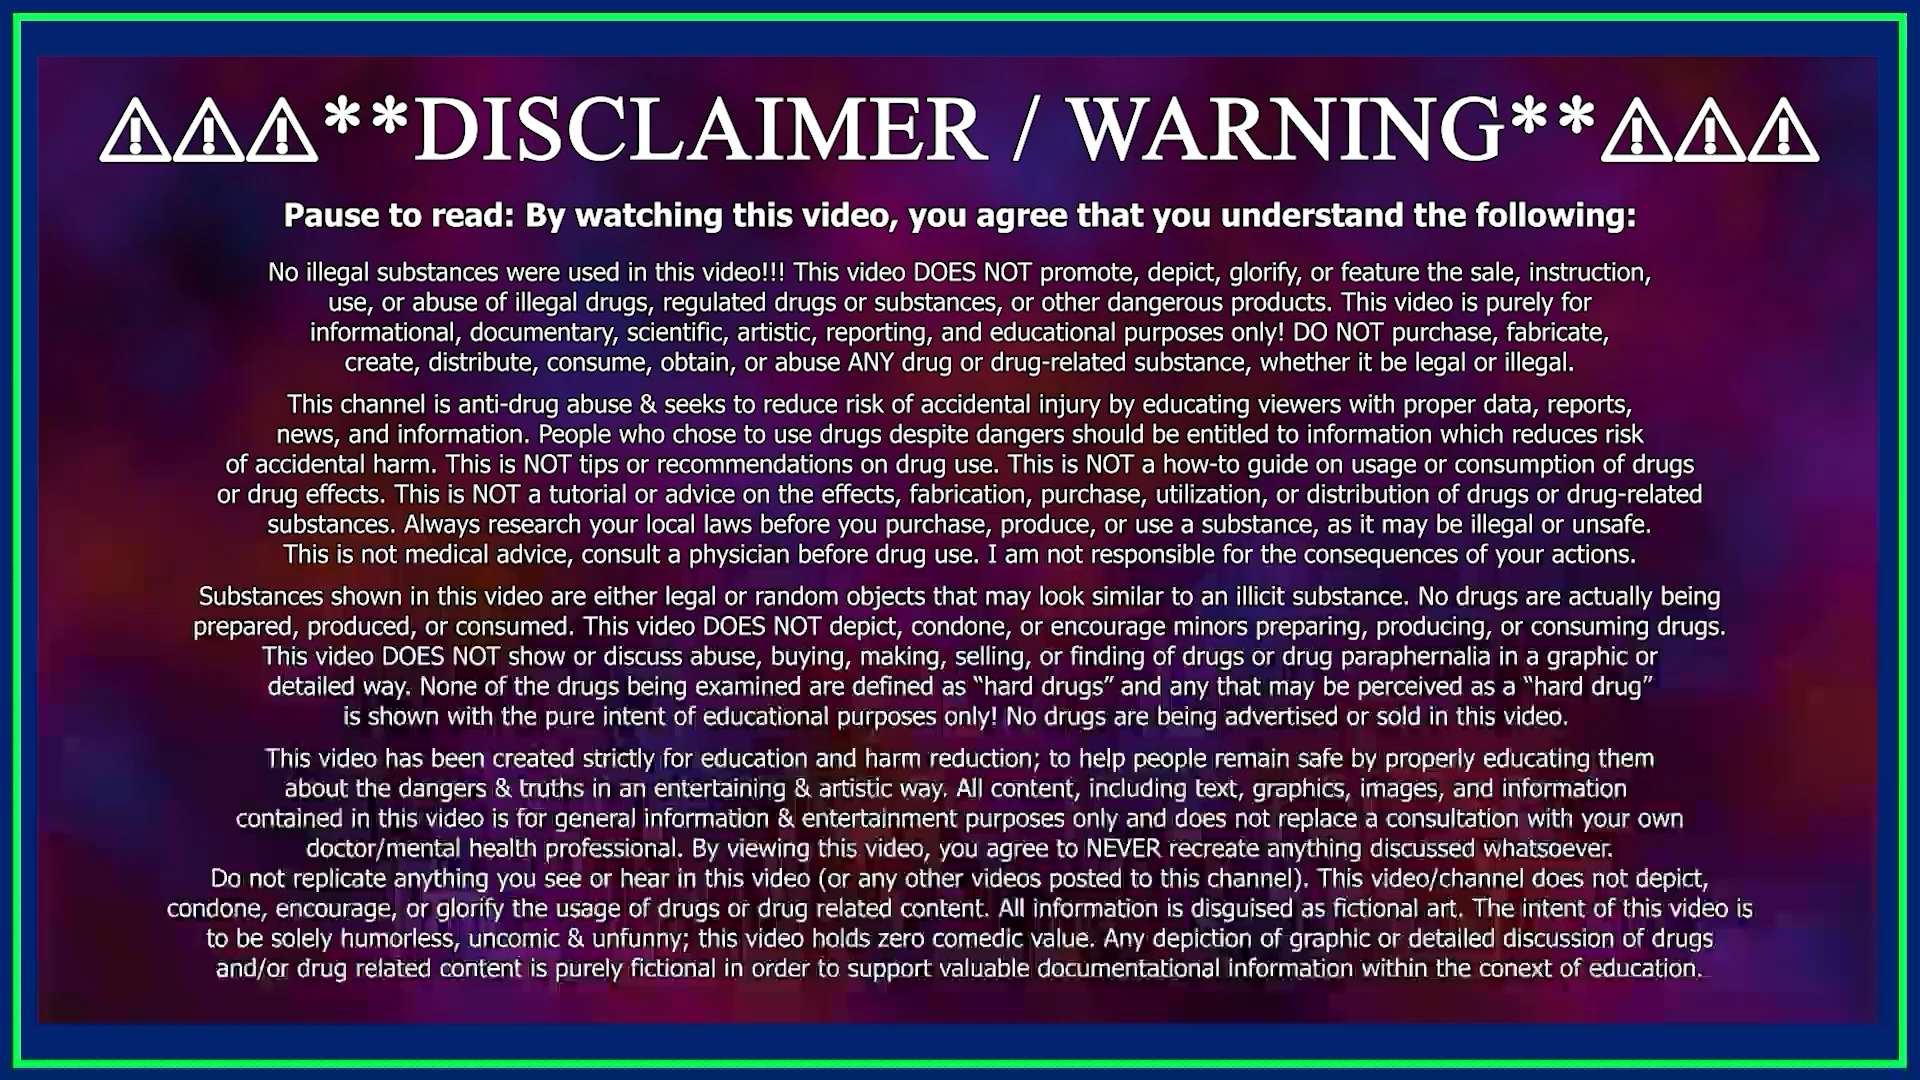 ⚠⚠⚠**DISCLAIMER / WARNING**⚠⚠⚠
Pause to read: By watching this video, you agree that you understand the following:
No illegal substances were used in this video!!! This video DOES NOT promote, depict, glorify, or feature the sale, instruction,
use, or abuse of illegal drugs, regulated drugs or substances, or other dangerous products. This video is purely for
informational, documentary, scientific, artistic, reporting, and educational purposes only! DO NOT purchase, fabricate,
create, distribute, consume, obtain, or abuse ANY drug or drug-related substance, whether it be legal or illegal.
This channel is anti-drug abuse & seeks to reduce risk of accidental injury by educating viewers with proper data, reports,
news, and information. People who chose to use drugs despite dangers should be entitled to information which reduces risk
of accidental harm. This is NOT tips or recommendations on drug use. This is NOT a how-to guide on usage or consumption of drugs
or drug effects. This is NOT a tutorial or advice on the effects, fabrication, purchase, utilization, or distribution of drugs or drug-related
substances. Always research your local laws before you purchase, produce, or use a substance, as it may be illegal or unsafe.
This is not medical advice, consult a physician before drug use. I am not responsible for the consequences of your actions.
Substances shown in this video are either legal or random objects that may look similar to an illicit substance. No drugs are actually being
prepared, produced, or consumed. This video DOES NOT depict, condone, or encourage minors preparing, producing, or consuming drugs.
This video DOES NOT show or discuss abuse, buying, making, selling, or finding of drugs or drug paraphernalia in a graphic or
detailed way. None of the drugs being examined are defined as “hard drugs” and any that may be perceived as a “hard drug”
is shown with the pure intent of educational purposes only! No drugs are being advertised or sold in this video.
This video has been created strictly for education and harm reduction; to help people remain safe by properly educating them
about the dangers & truths in an entertaining & artistic way. All content, including text, graphics, images, and information
contained in this video is for general information & entertainment purposes only and does not replace a consultation with your own
doctor/mental health professional. By viewing this video, you agree to NEVER recreate anything discussed whatsoever.
Do not replicate anything you see or hear in this video (or any other videos posted to this channel). This video/channel does not depict,
condone, encourage, or glorify the usage of drugs or drug related content. All information is disguised as fictional art. The intent of this video is
to be solely humorless, uncomic & unfunny; this video holds zero comedic value. Any depiction of graphic or detailed discussion of drugs
and/or drug related content is purely fictional in order to support valuable documentational information within the conext of education.